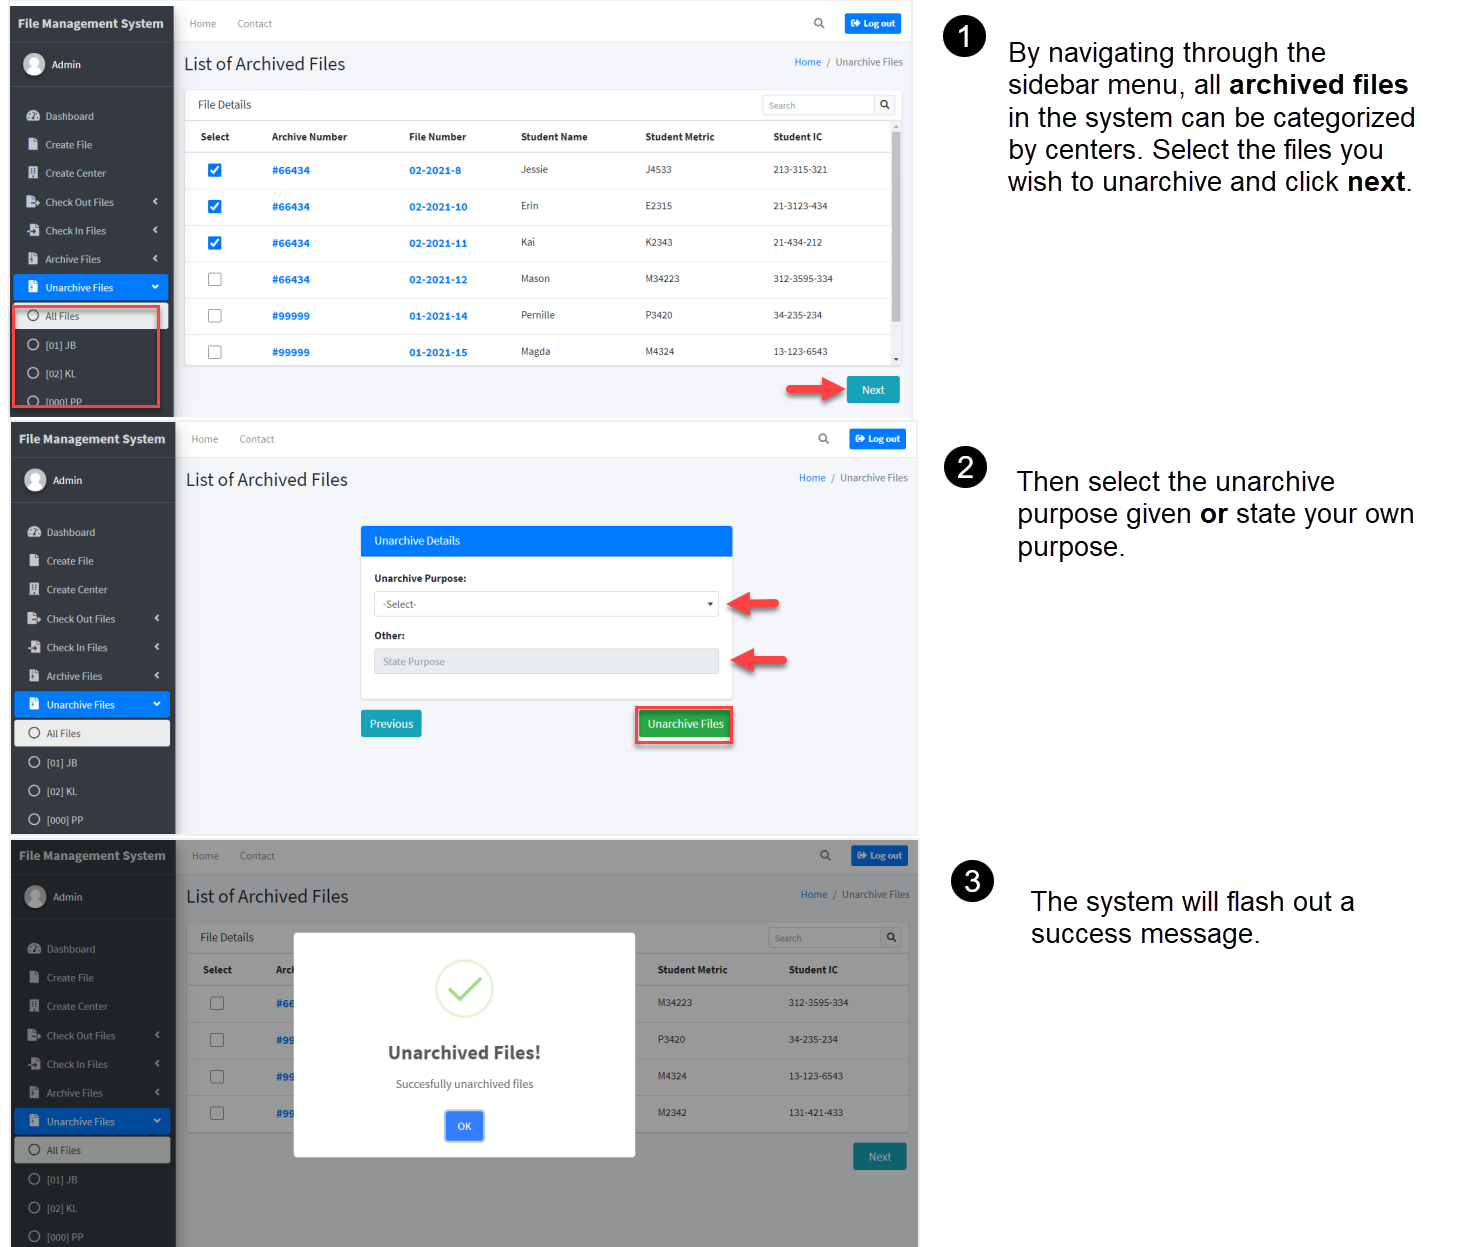 File Management System
Home Contact
Log out
Admin
List of Archived Files
Home / Unarchive Files
Dashboard
Create File
Create Center
Check Out Files
Check In Files
Archive Files
Unarchive Files
All Files
[01] JB
[02] KL
[000] PP
File Details
Search
Select Archive Number File Number Student Name Student Metric Student IC
#66434 02-2021-8 Jessie J4533 213-315-321
#66434 02-2021-10 Erin E2315 21-3123-434
#66434 02-2021-11 Kai K2343 21-434-212
#66434 02-2021-12 Mason M34223 312-3595-334
#99999 01-2021-14 Pernille P3420 34-235-234
#99999 01-2021-15 Magda M4324 13-123-6543
Next
1
By navigating through the
sidebar menu, all archived files
in the system can be categorized
by centers. Select the files you
wish to unarchive and click next.
File Management System
Home Contact
Log out
Admin
List of Archived Files
Home / Unarchive Files
Dashboard
Create File
Create Center
Check Out Files
Check In Files
Archive Files
Unarchive Files
All Files
[01] JB
[02] KL
[000] PP
Unarchive Details
Unarchive Purpose:
-Select-
Other:
State Purpose
Previous
Unarchive Files
2
Then select the unarchive
purpose given or state your own
purpose.
File Management System
Home Contact
Log out
Admin
List of Archived Files
Home / Unarchive Files
Dashboard
Create File
Create Center
Check Out Files
Check In Files
Archive Files
Unarchive Files
All Files
[01] JB
[02] KL
[000] PP
File Details
Search
Select Arcl Student Metric Student IC
#66 M34223 312-3595-334
#99 P3420 34-235-234
#99 M4324 13-123-6543
#99 M2342 131-421-433
Unarchived Files!
Succesfully unarchived files
OK
Next
3
The system will flash out a
success message.